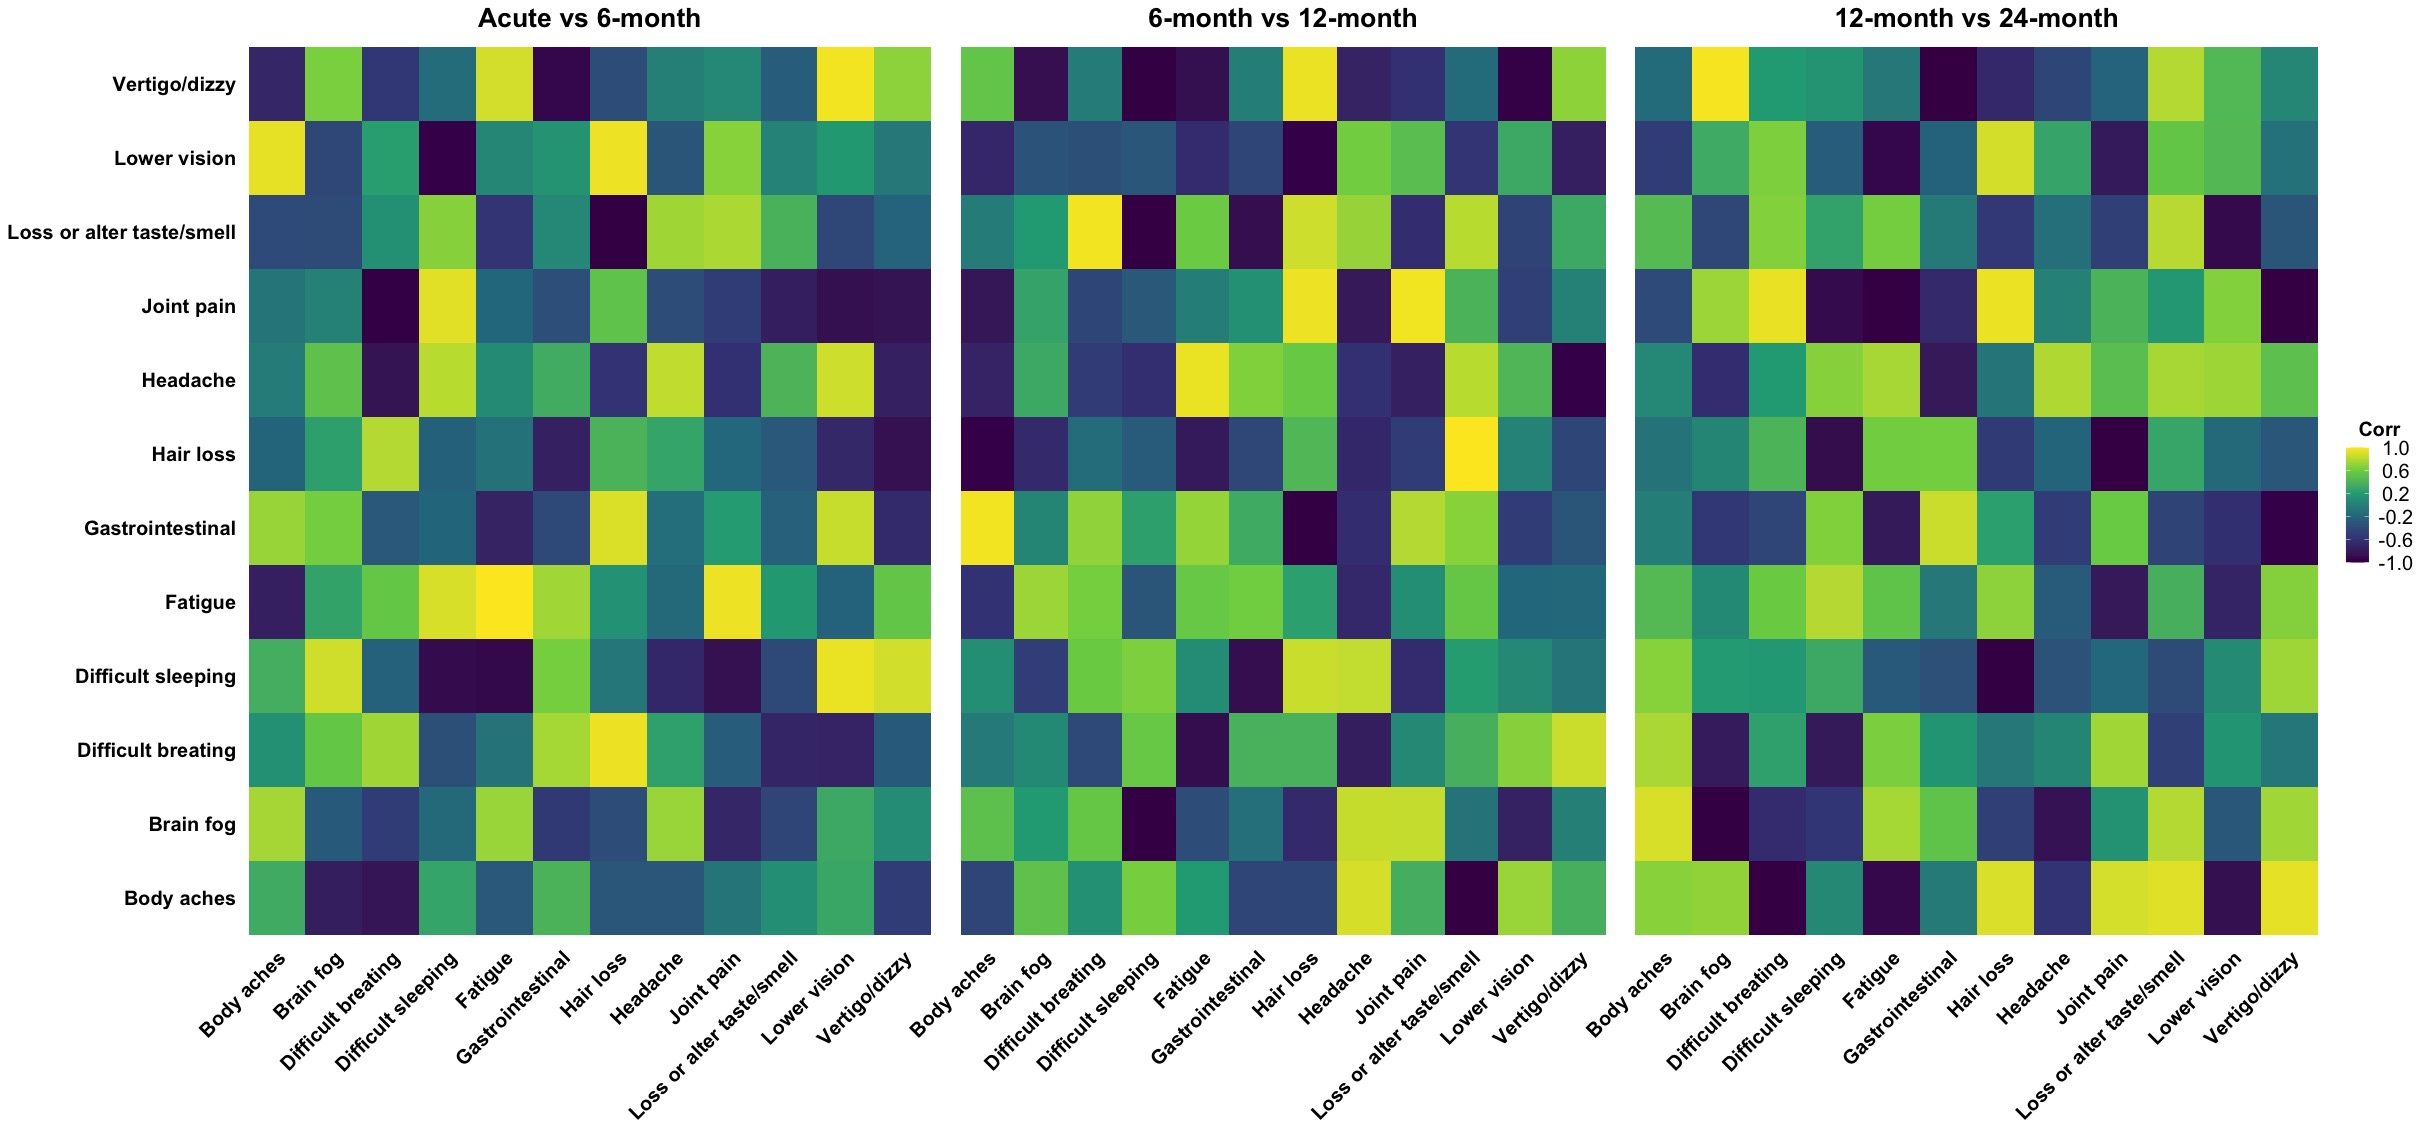 Acute vs 6-month
6-month vs 12-month
12-month vs 24-month
Vertigo/dizzy
Lower vision
Loss or alter taste/smell
Joint pain
Headache
Hair loss
Gastrointestinal
Fatigue
Difficult sleeping
Difficult breating
Brain fog
Body aches
Body aches
Brain fog
Difficult breating
Difficult sleeping
Fatigue
Gastrointestinal
Hair loss
Headache
Joint pain
Loss or alter taste/smell
Lower vision
Vertigo/dizzy
Body aches
Brain fog
Difficult breating
Difficult sleeping
Fatigue
Gastrointestinal
Hair loss
Headache
Joint pain
Loss or alter taste/smell
Lower vision
Vertigo/dizzy
Body aches
Brain fog
Difficult breating
Difficult sleeping
Fatigue
Gastrointestinal
Hair loss
Headache
Joint pain
Loss or alter taste/smell
Lower vision
Vertigo/dizzy
Corr
1.0
0.6
0.2
-0.2
-0.6
-1.0